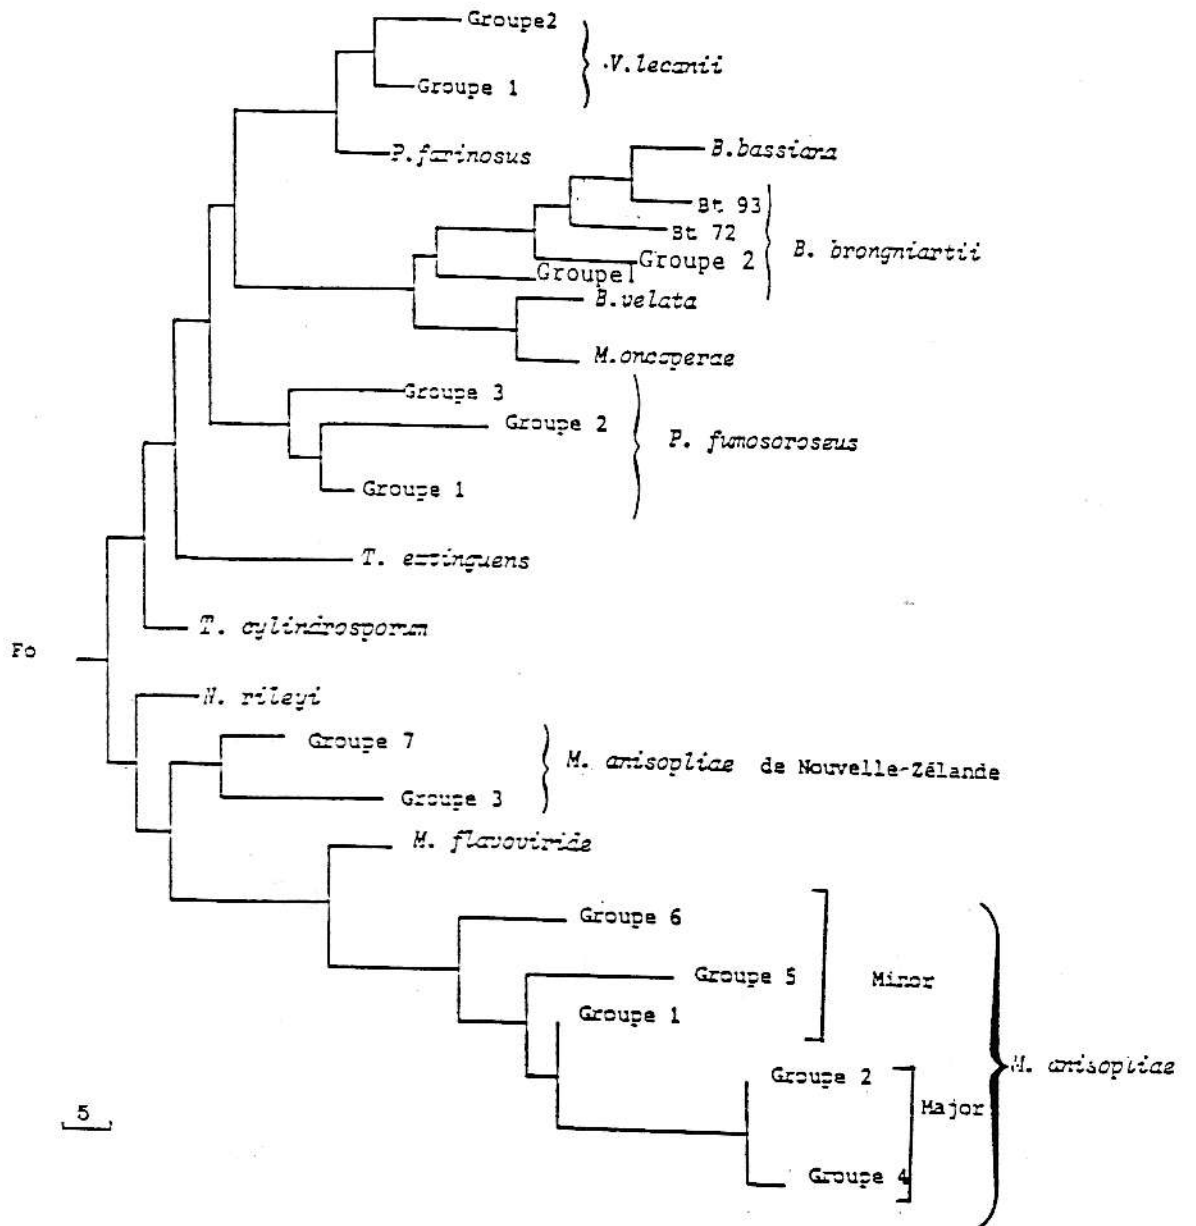 Groupe2
V.lecanii
Groupe 1
P.farinosus
B.bassiana
Bt 93
Bt 72
Groupe 2
B. brongniartii
Groupe1
B.velata
M.oncoperae
Groupe 3
Groupe 2
P. fumosoroseus
Groupe 1
T. extinguens
T. cylindrosporum
Fo
N. rileyi
Groupe 7
M. anisopliae de Nouvelle-Zélande
Groupe 3
M. flavoviride
Groupe 6
Groupe 5
Minor
Groupe 1
M. anisopliae
Groupe 2
Major
5
Groupe 4